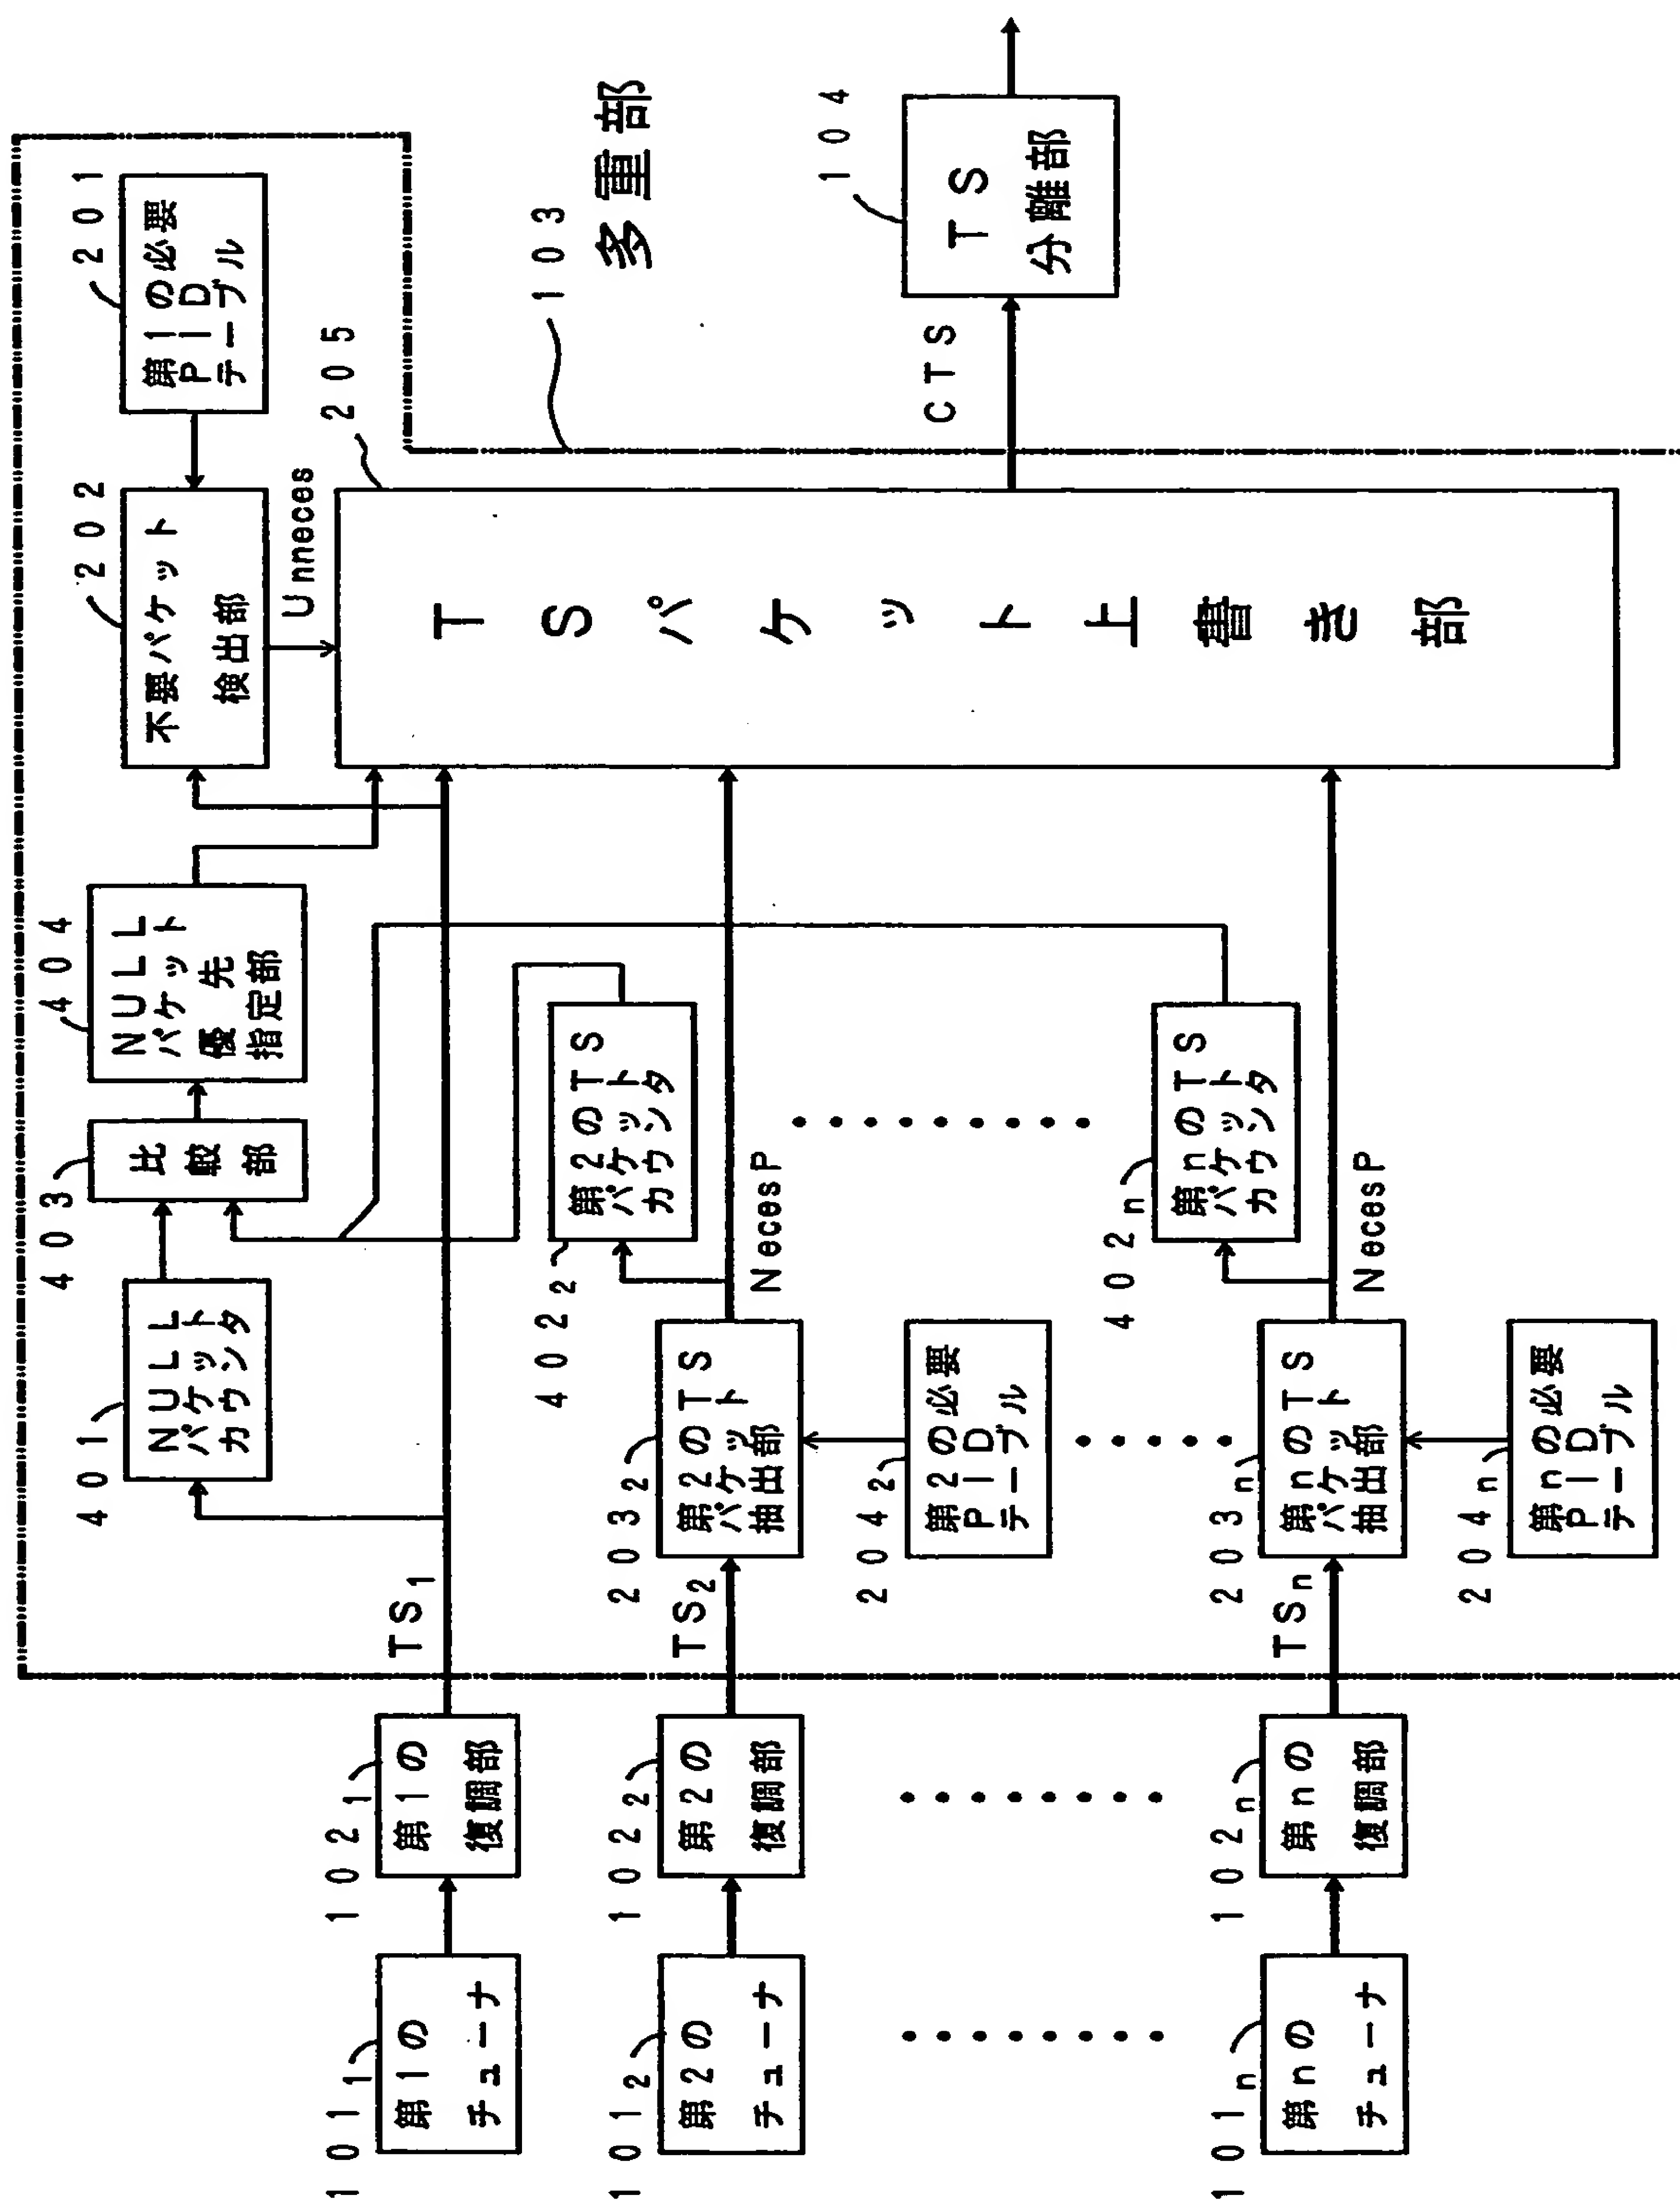 101₁
第1の
チューナ
102₁
第1の
復調部
TS₁
401
NULL
パケット
カウンタ
403
比較部
404
NULL
パケット
優先
指定部
202
不要パケット
検出部
201
第1の必要
PID
テーブル
Unneces
205
TSパケット上書き部
103
多重部
CTS
104
TS
分離部
101₂
第2の
チューナ
102₂
第2の
復調部
TS₂
203₂
第2のTS
パケット
抽出部
204₂
第2の必要
PID
テーブル
402₂
第2のTS
パケット
カウンタ
NecesP
101ₙ
第nの
チューナ
102ₙ
第nの
復調部
TSₙ
203ₙ
第nのTS
パケット
抽出部
204ₙ
第nの必要
PID
テーブル
402ₙ
第nのTS
パケット
カウンタ
NecesP